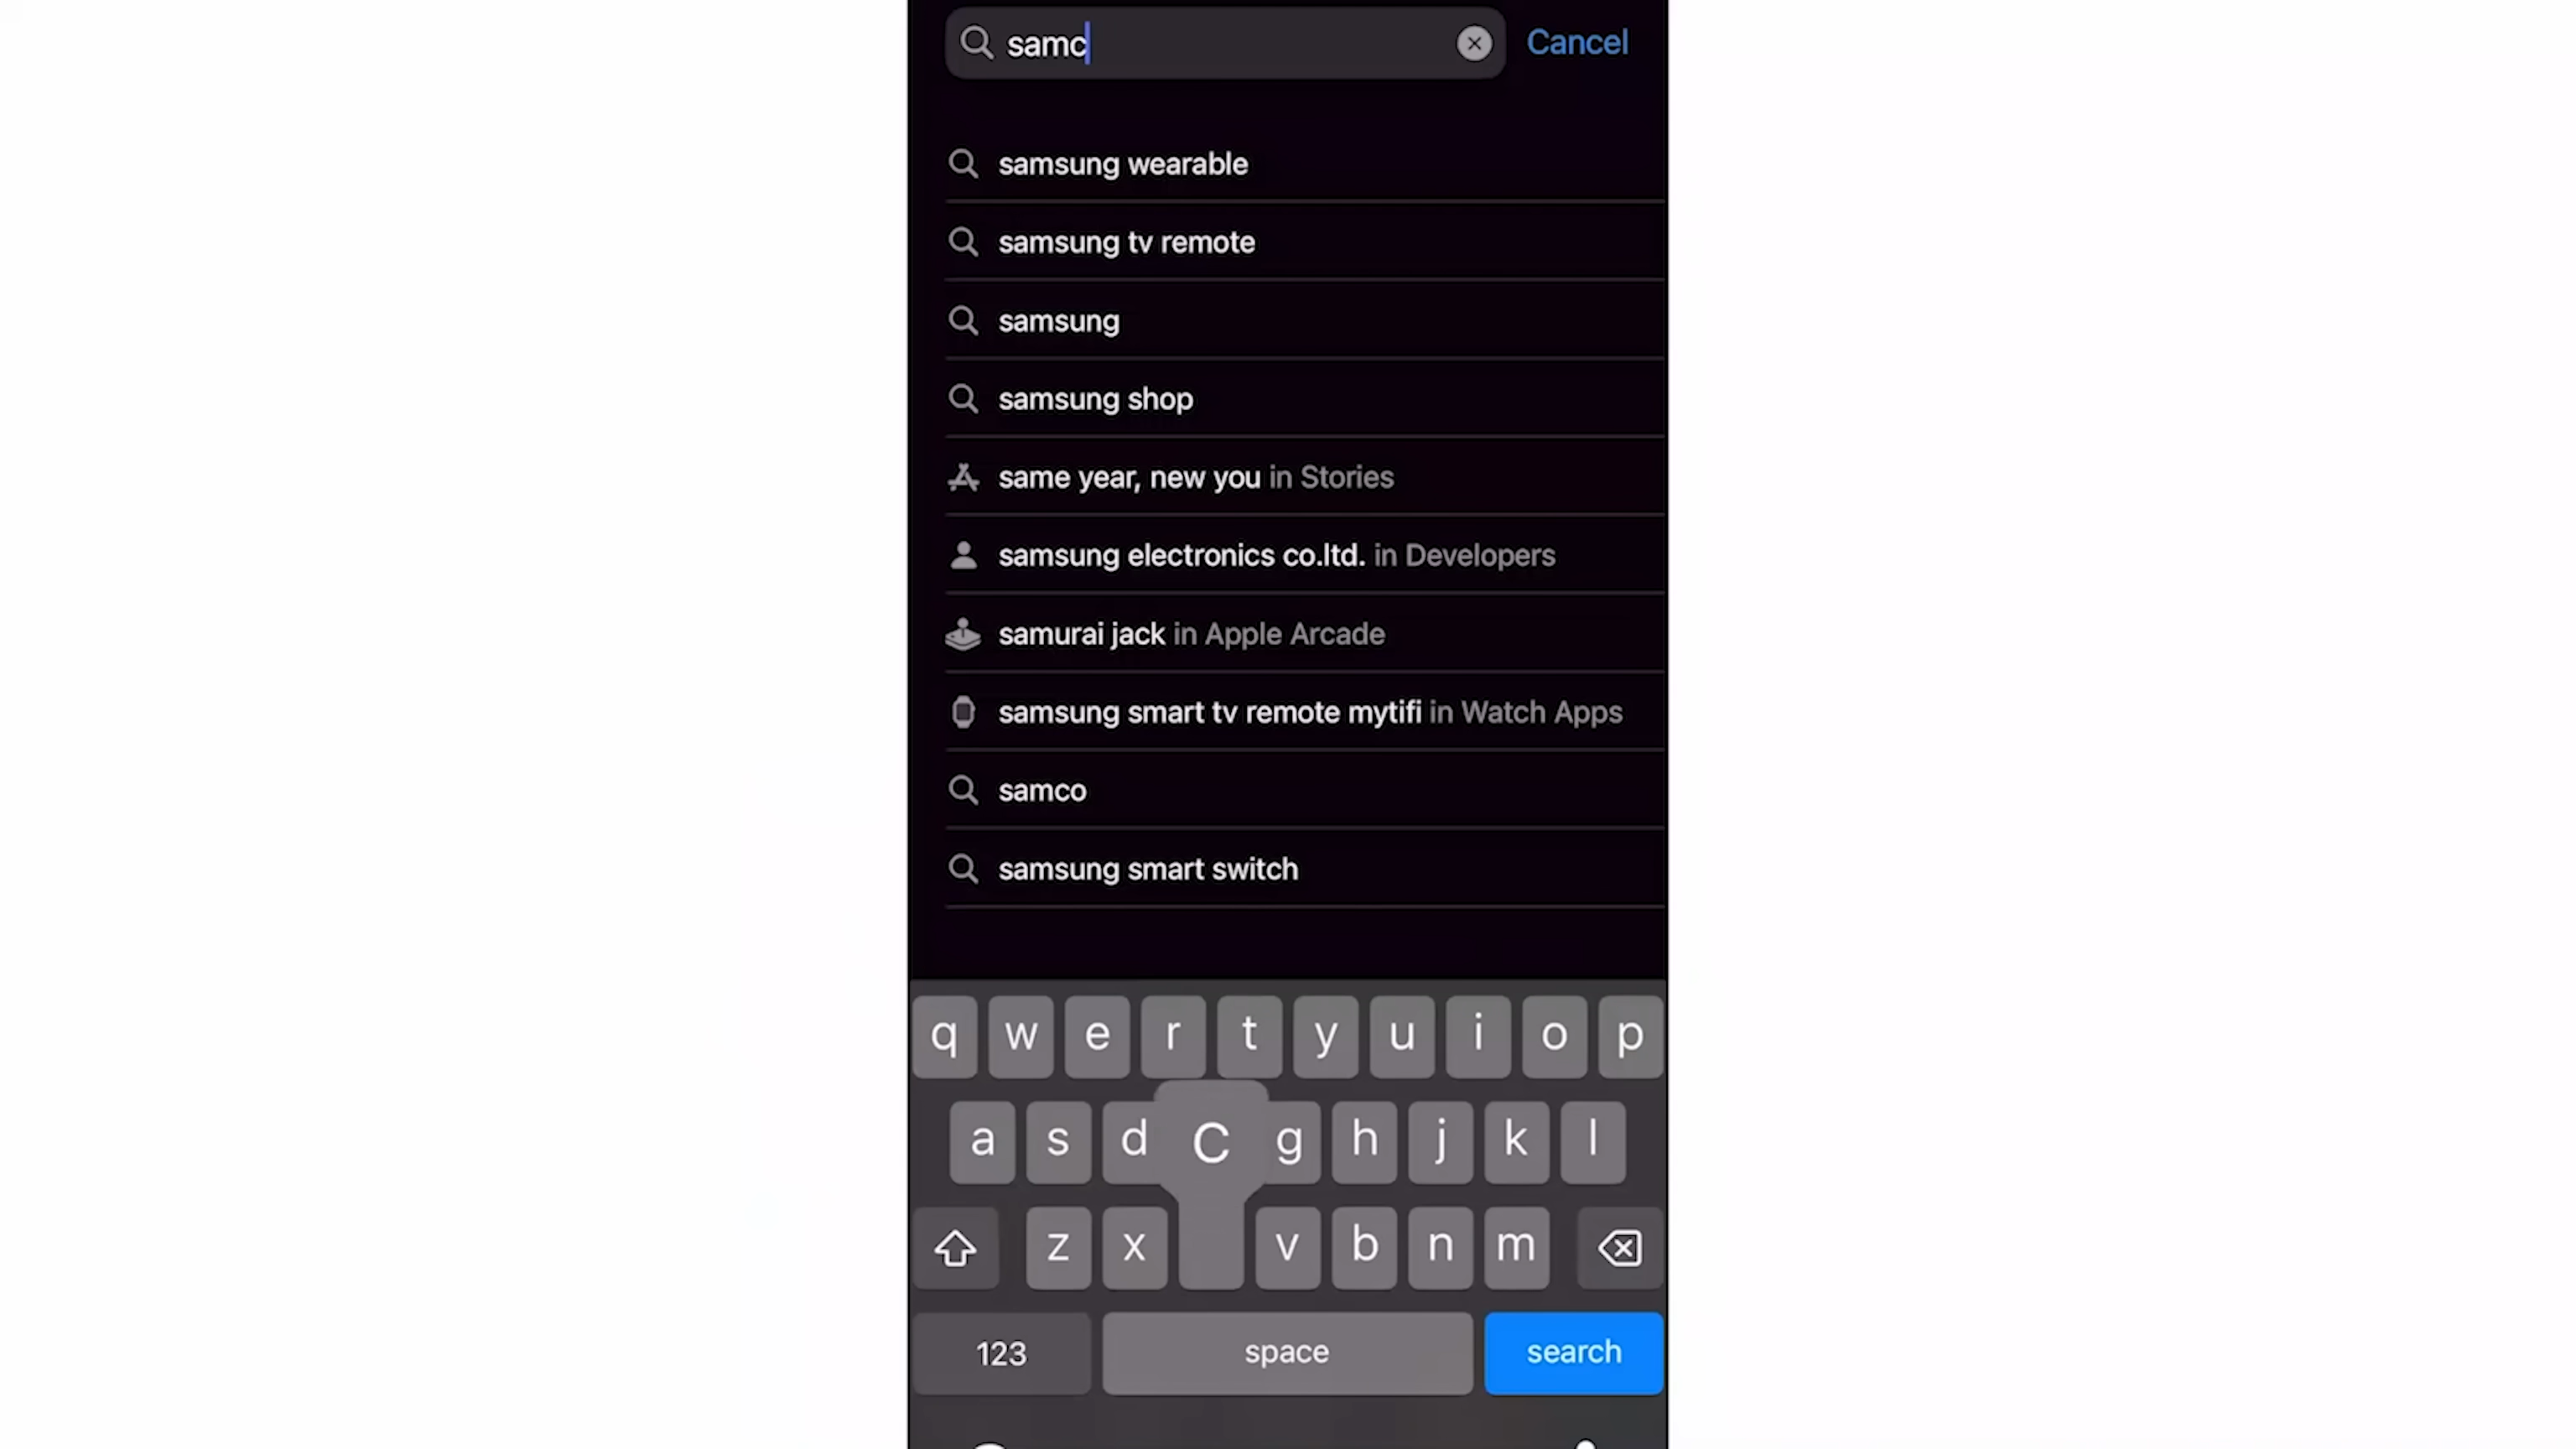 samc
Cancel
samsung wearable
samsung tv remote
samsung
samsung shop
same year, new you in Stories
samsung electronics co.ltd. in Developers
samurai jack in Apple Arcade
samsung smart tv remote mytifi in Watch Apps
samco
samsung smart switch
q w e r t y u i o p
a s d C g h j k l
z x v b n m
123 space search